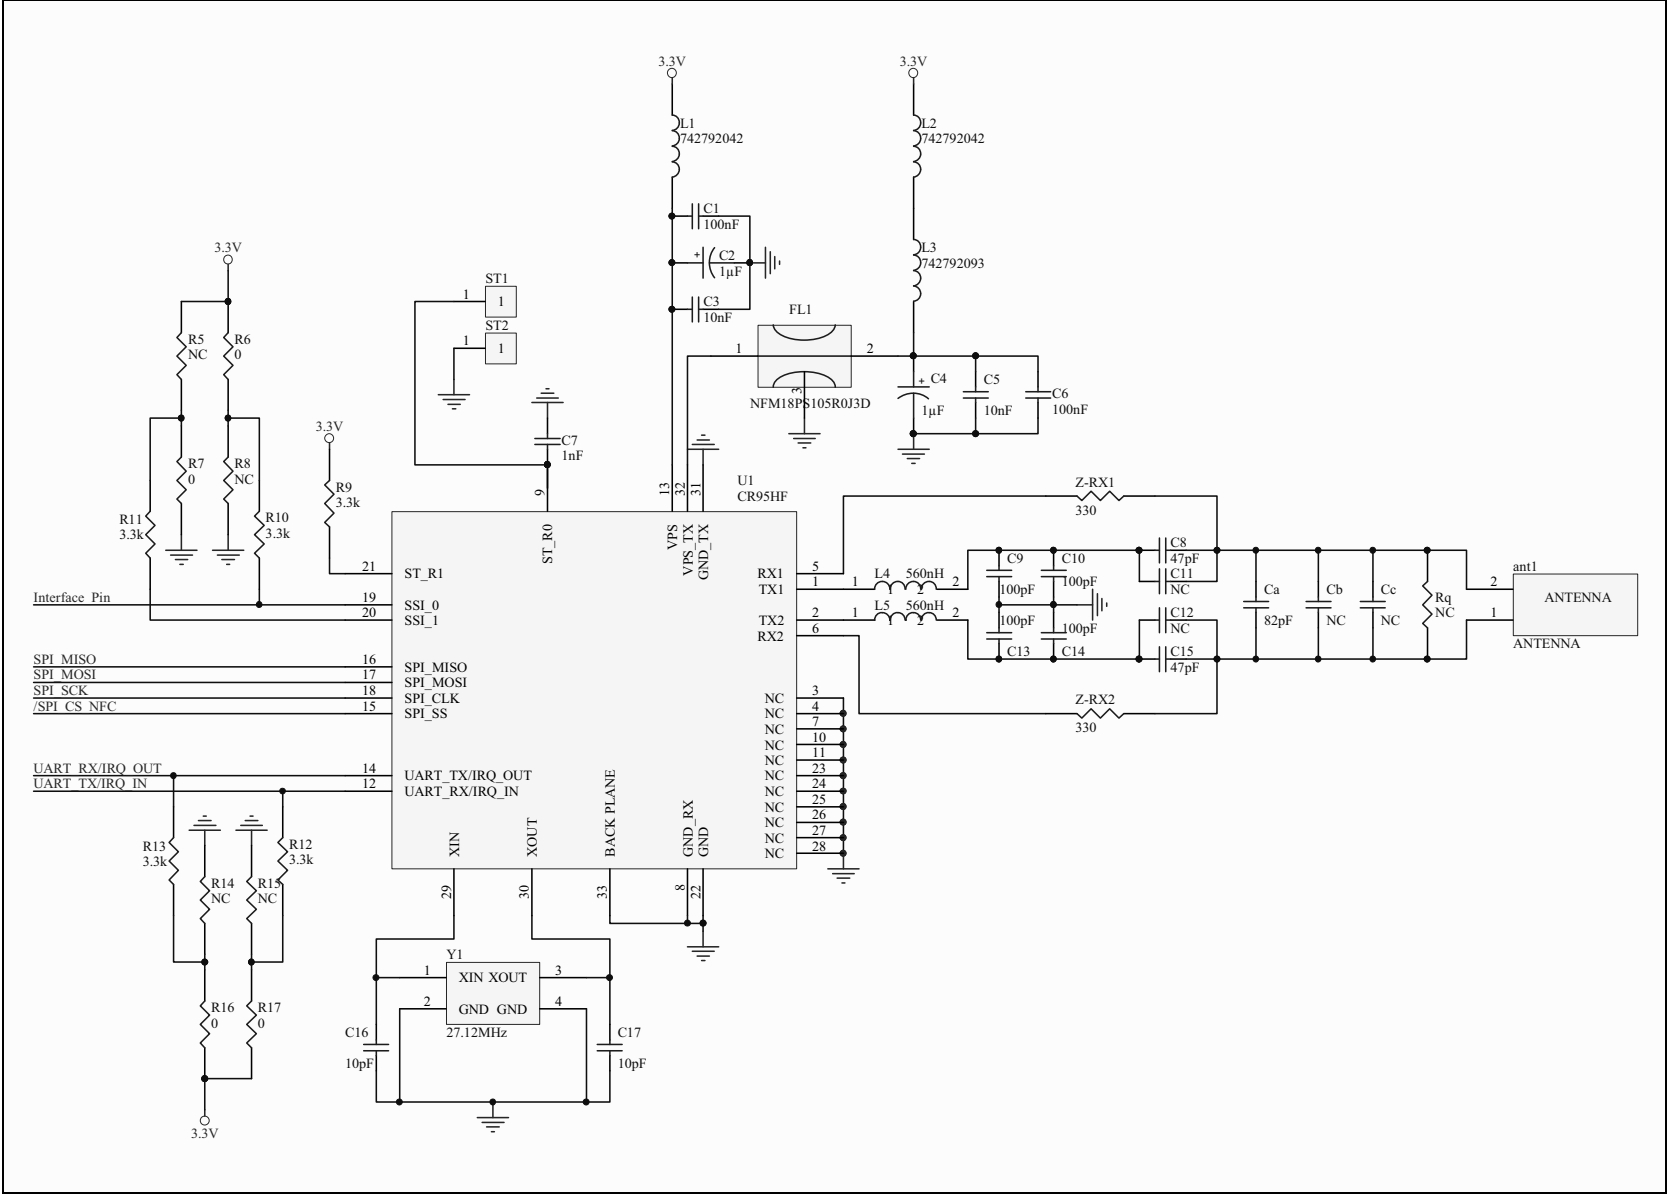 3.3V
3.3V
L1
742792042
L2
742792042
C1
100nF
+
C2
1µF
C3
10nF
L3
742792093
3.3V
ST1
1
1
ST2
1
1
FL1
1
2
3
NFM18PS105R0J3D
R5
NC
R6
0
+
C4
1µF
C5
10nF
C6
100nF
3.3V
C7
1nF
R7
0
R8
NC
R9
3.3k
R11
3.3k
R10
3.3k
9
13
32
31
U1
CR95HF
ST_R0
VPS
VPS_TX
GND_TX
Z-RX1
330
21
ST_R1
Interface_Pin
19
SSI_0
20
SSI_1
SPI_MISO
16
SPI_MISO
SPI_MOSI
17
SPI_MOSI
SPI_SCK
18
SPI_CLK
/SPI_CS_NFC
15
SPI_SS
UART_RX/IRQ_OUT
14
UART_TX/IRQ_OUT
UART_TX/IRQ_IN
12
UART_RX/IRQ_IN
RX1
5
TX1
1
1
L4
560nH
1
2
2
TX2
2
1
L5
560nH
1
2
2
RX2
6
C9
100pF
C10
100pF
100pF
C13
100pF
C14
C8
47pF
C11
NC
C12
NC
C15
47pF
Ca
82pF
Cb
NC
Cc
NC
Rq
NC
ant1
2
1
ANTENNA
ANTENNA
Z-RX2
330
NC
3
NC
4
NC
7
NC
10
NC
11
NC
23
NC
24
NC
25
NC
26
NC
27
NC
28
XIN
XOUT
BACK PLANE
GND_RX
GND
29
30
33
8
22
R13
3.3k
R12
3.3k
R14
NC
R15
NC
R16
0
R17
0
3.3V
Y1
1
XIN XOUT
3
2
GND GND
4
27.12MHz
C16
10pF
C17
10pF